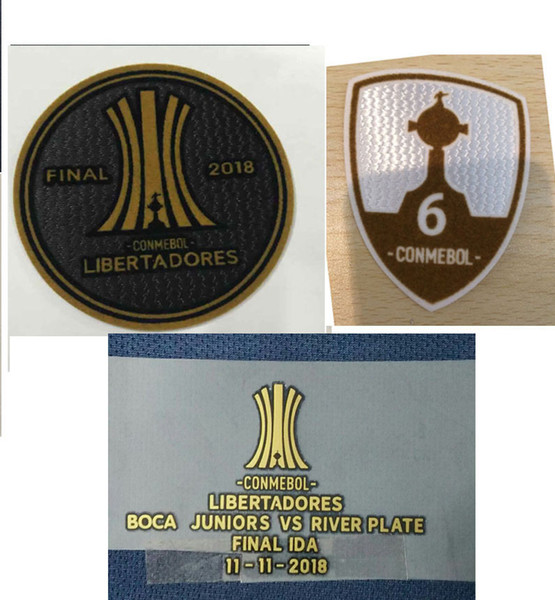 FINAL 2018
-CONMEBOL-
LIBERTADORES
6
-CONMEBOL-
-CONMEBOL-
LIBERTADORES
BOCA JUNIORS VS RIVER PLATE
FINAL IDA
11-11-2018